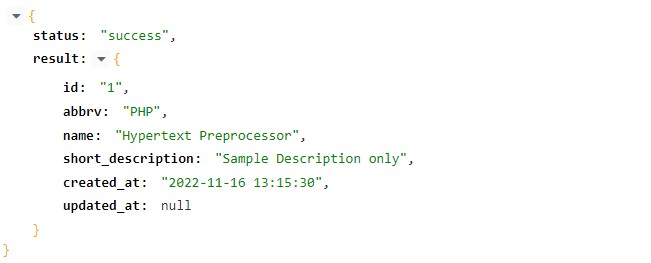 {
status: "success",
result: {
id: "1",
abbrv: "PHP",
name: "Hypertext Preprocessor",
short_description: "Sample Description only",
created_at: "2022-11-16 13:15:30",
updated_at: null
}
}